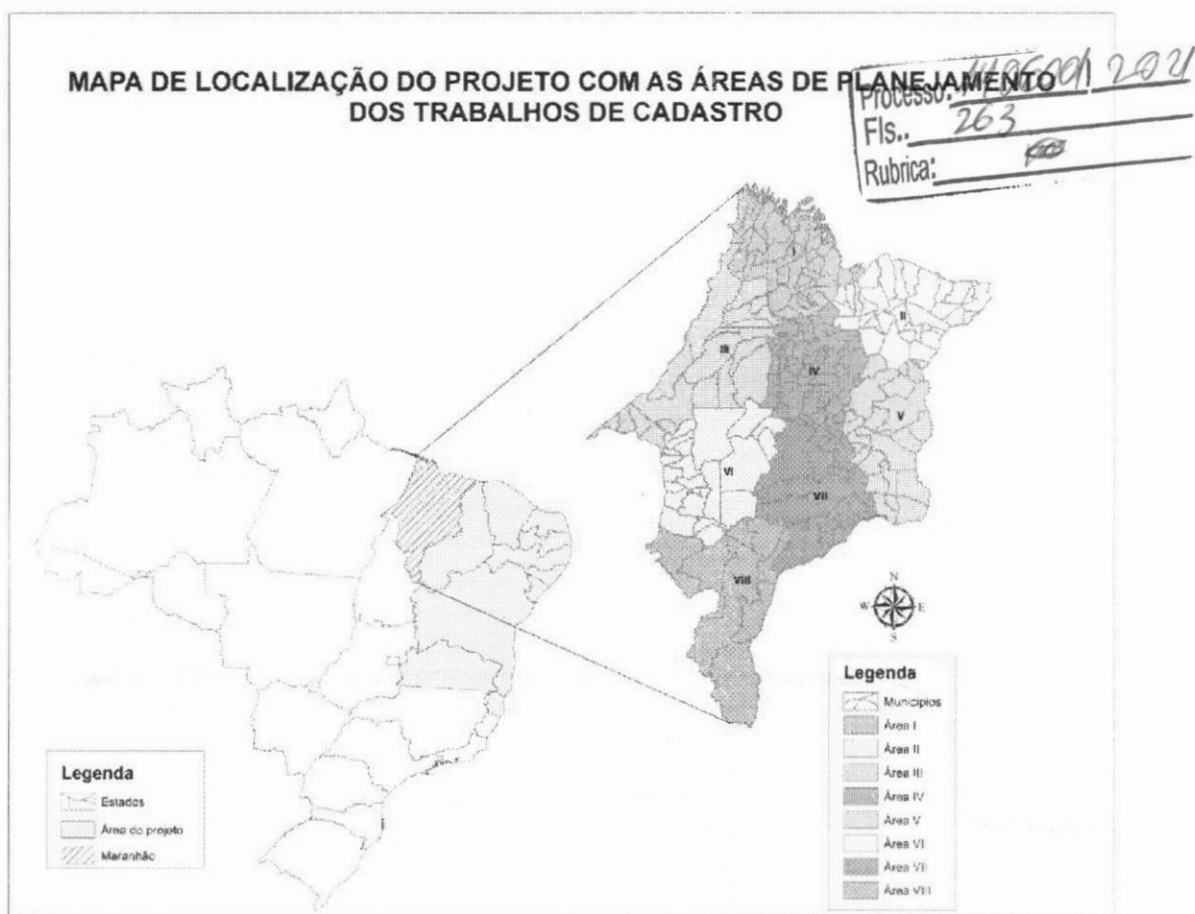 MAPA DE LOCALIZAÇÃO DO PROJETO COM AS ÁREAS DE PLANEJAMENTO
DOS TRABALHOS DE CADASTRO
Processo: 2021
Fls.. 263
Rubrica:
I
II
III
IV
V
VI
VII
VIII
N
W E
S
Legenda
Estados
Área do projeto
Maranhão
Legenda
Municípios
Área I
Área II
Área III
Área IV
Área V
Área VI
Área VII
Área VIII